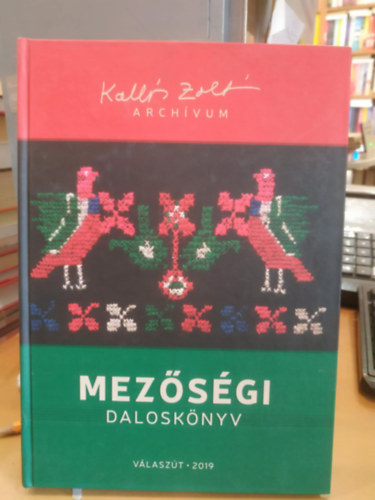 Kallós Zoltán
ARCHÍVUM
MEZŐSÉGI
DALOSKÖNYV
VÁLASZÚT • 2019